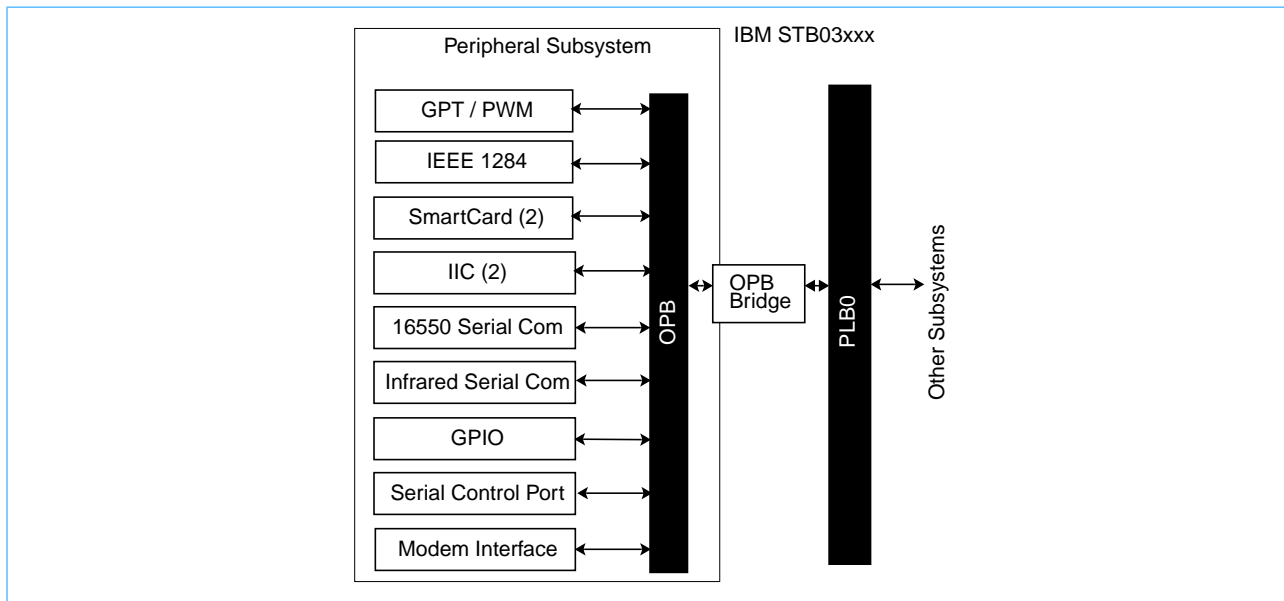 Peripheral Subsystem
IBM STB03xxx
GPT / PWM
IEEE 1284
SmartCard (2)
IIC (2)
16550 Serial Com
Infrared Serial Com
GPIO
Serial Control Port
Modem Interface
OPB
OPB
Bridge
PLB0
Other Subsystems